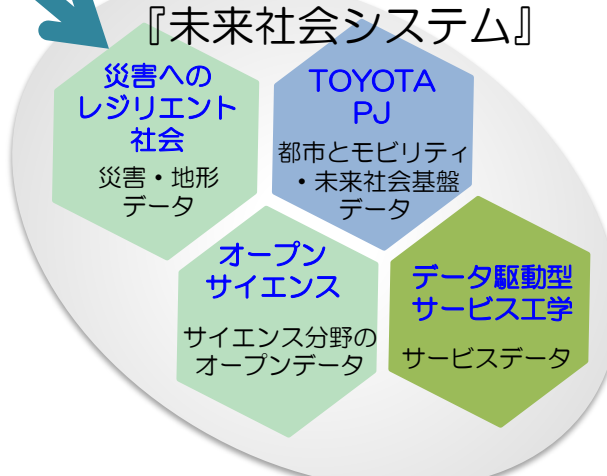 『未来社会システム』
災害への
レジリエント
社会
災害・地形
データ
TOYOTA
PJ
都市とモビリティ
・未来社会基盤
データ
オープン
サイエンス
サイエンス分野の
オープンデータ
データ駆動型
サービス工学
サービスデータ